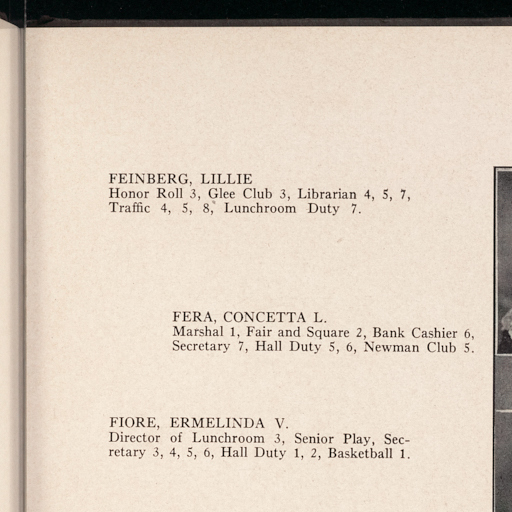 FEINBERG, LILLIE
Honor Roll 3, Glee Club 3, Librarian 4, 5, 7,
Traffic 4, 5, 8, Lunchroom Duty 7.
FERA, CONCETTA L.
Marshal 1, Fair and Square 2, Bank Cashier 6,
Secretary 7, Hall Duty 5, 6, Newman Club 5.
FIORE, ERMELINDA V.
Director of Lunchroom 3, Senior Play, Sec-
retary 3, 4, 5, 6, Hall Duty 1, 2, Basketball 1.